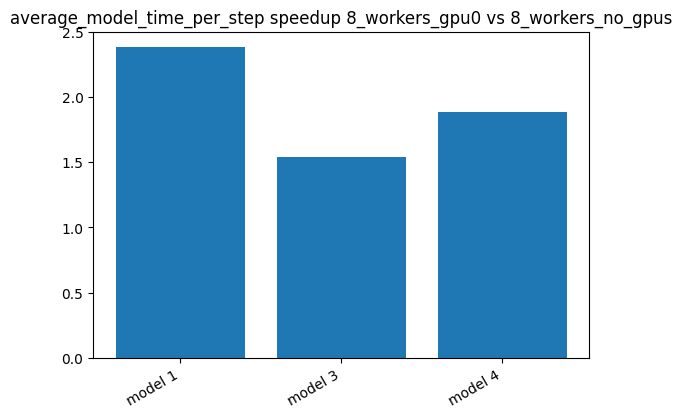 average_model_time_per_step speedup 8_workers_gpu0 vs 8_workers_no_gpus
2.5
2.0
1.5
1.0
0.5
0.0
model 1
model 3
model 4